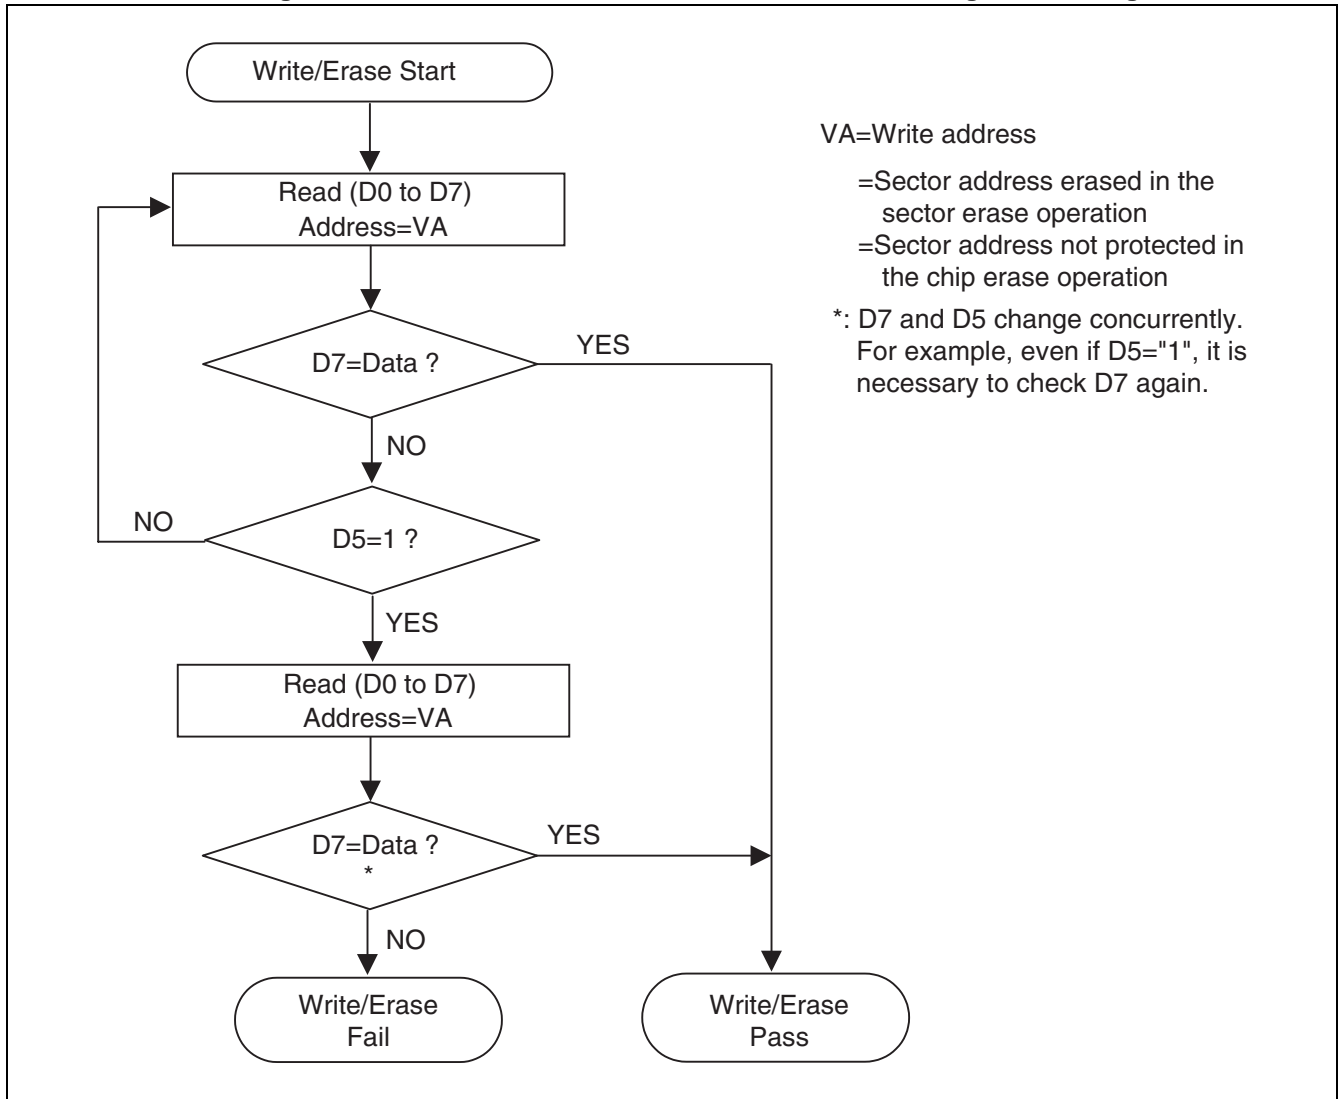 Write/Erase Start
Read (D0 to D7)
Address=VA
D7=Data ?
YES
NO
D5=1 ?
NO
YES
Read (D0 to D7)
Address=VA
D7=Data ?
*
YES
NO
Write/Erase
Fail
Write/Erase
Pass
VA=Write address
=Sector address erased in the
sector erase operation
=Sector address not protected in
the chip erase operation
*: D7 and D5 change concurrently.
For example, even if D5="1", it is
necessary to check D7 again.